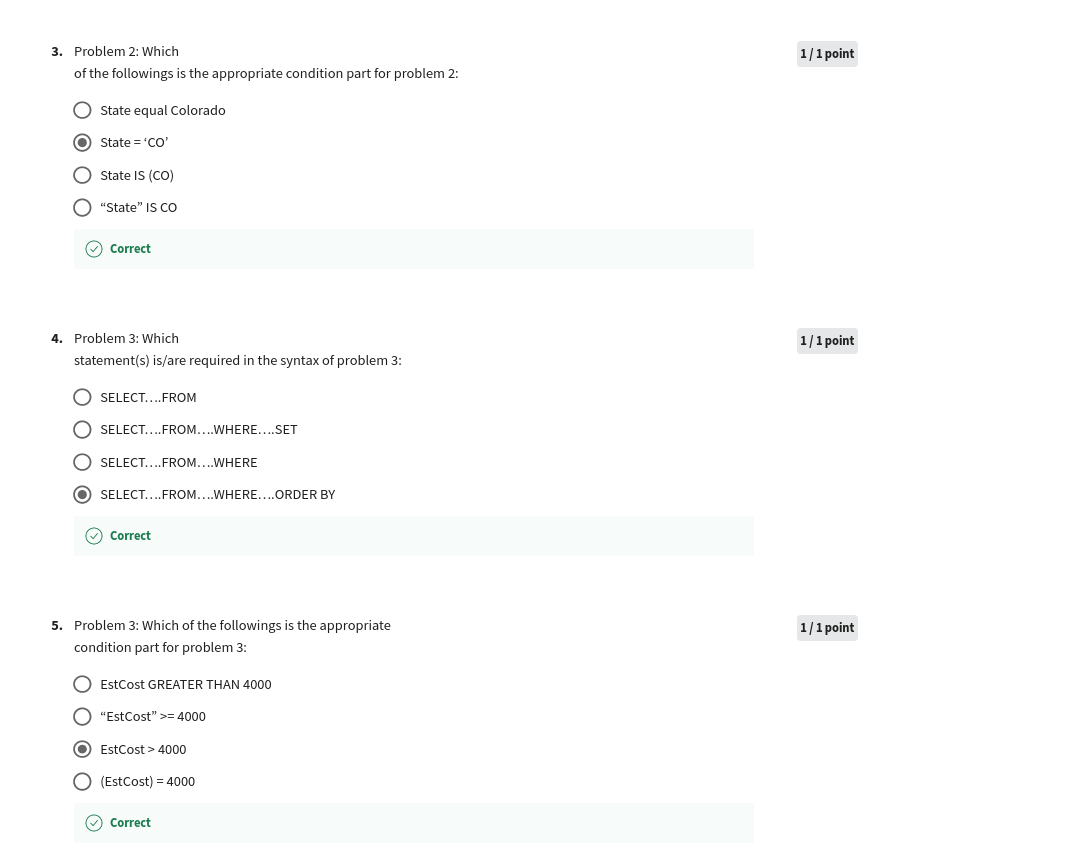 3. Problem 2: Which 1 / 1 point
of the followings is the appropriate condition part for problem 2:
State equal Colorado
State = ‘CO’
State IS (CO)
“State” IS CO
Correct
4. Problem 3: Which 1 / 1 point
statement(s) is/are required in the syntax of problem 3:
SELECT….FROM
SELECT….FROM….WHERE….SET
SELECT….FROM….WHERE
SELECT….FROM….WHERE….ORDER BY
Correct
5. Problem 3: Which of the followings is the appropriate 1 / 1 point
condition part for problem 3:
EstCost GREATER THAN 4000
“EstCost” >= 4000
EstCost > 4000
(EstCost) = 4000
Correct